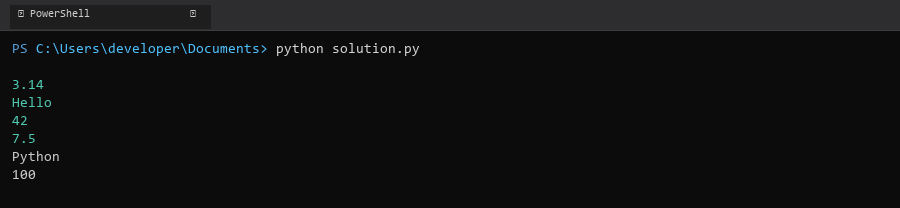 PowerShell
PS C:\Users\developer\Documents> python solution.py
3.14
Hello
42
7.5
Python
100